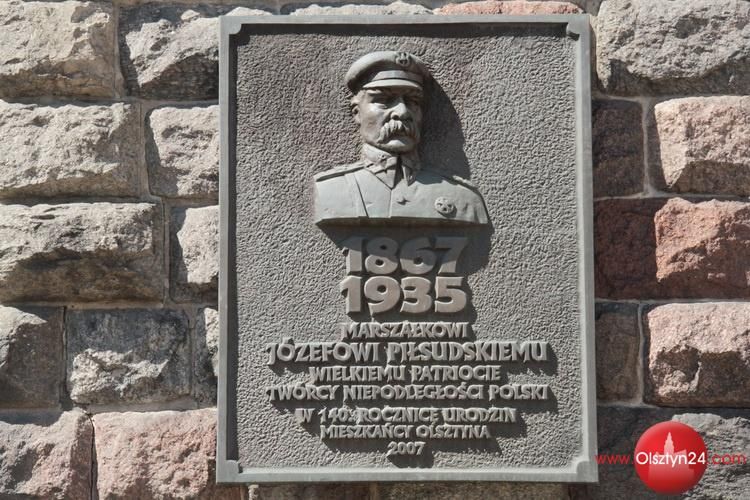 1867
1935
MARSZAŁKOWI
JÓZEFOWI PIŁSUDSKIEMU
WIELKIEMU PATRIOCIE
TWÓRCY NIEPODLEGŁOŚCI POLSKI
W 140. ROCZNICĘ URODZIN
MIESZKAŃCY OLSZTYNA
2007
www.Olsztyn24.com